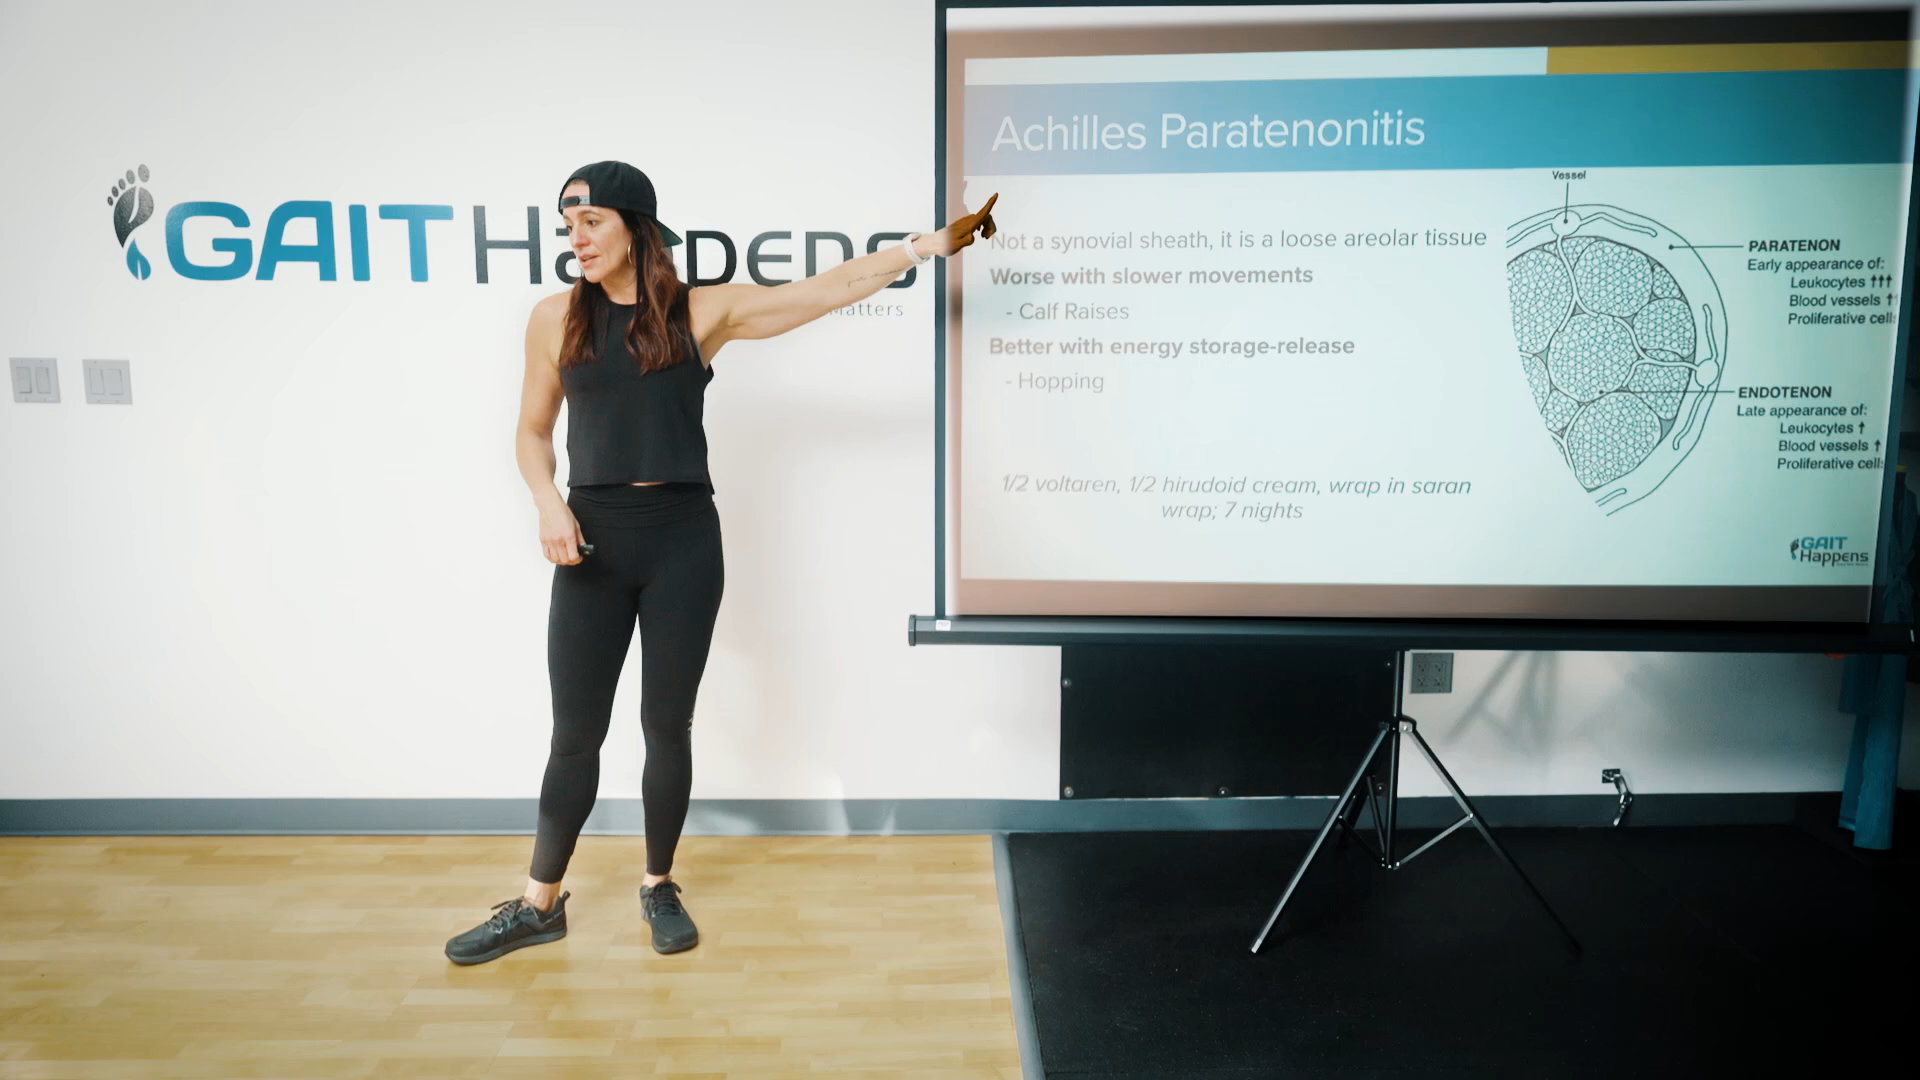 GAIT Ha pens
Matters
Achilles Paratenonitis
Not a synovial sheath, it is a loose areolar tissue
Worse with slower movements
- Calf Raises
Better with energy storage-release
- Hopping
1/2 voltaren, 1/2 hirudoid cream, wrap in saran
wrap; 7 nights
Vessel
PARATENON
Early appearance of:
Leukocytes ↑↑↑
Blood vessels ↑
Proliferative cell
ENDOTENON
Late appearance of:
Leukocytes ↑
Blood vessels ↑
Proliferative cell
GAIT
Happens